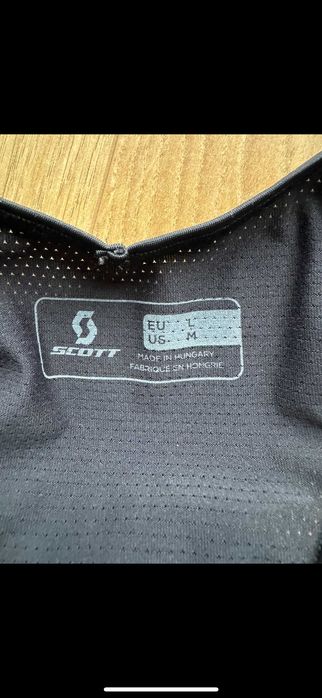 SCOTT
EU L
US M
MADE IN HUNGARY
FABRIQUE EN HONGRIE